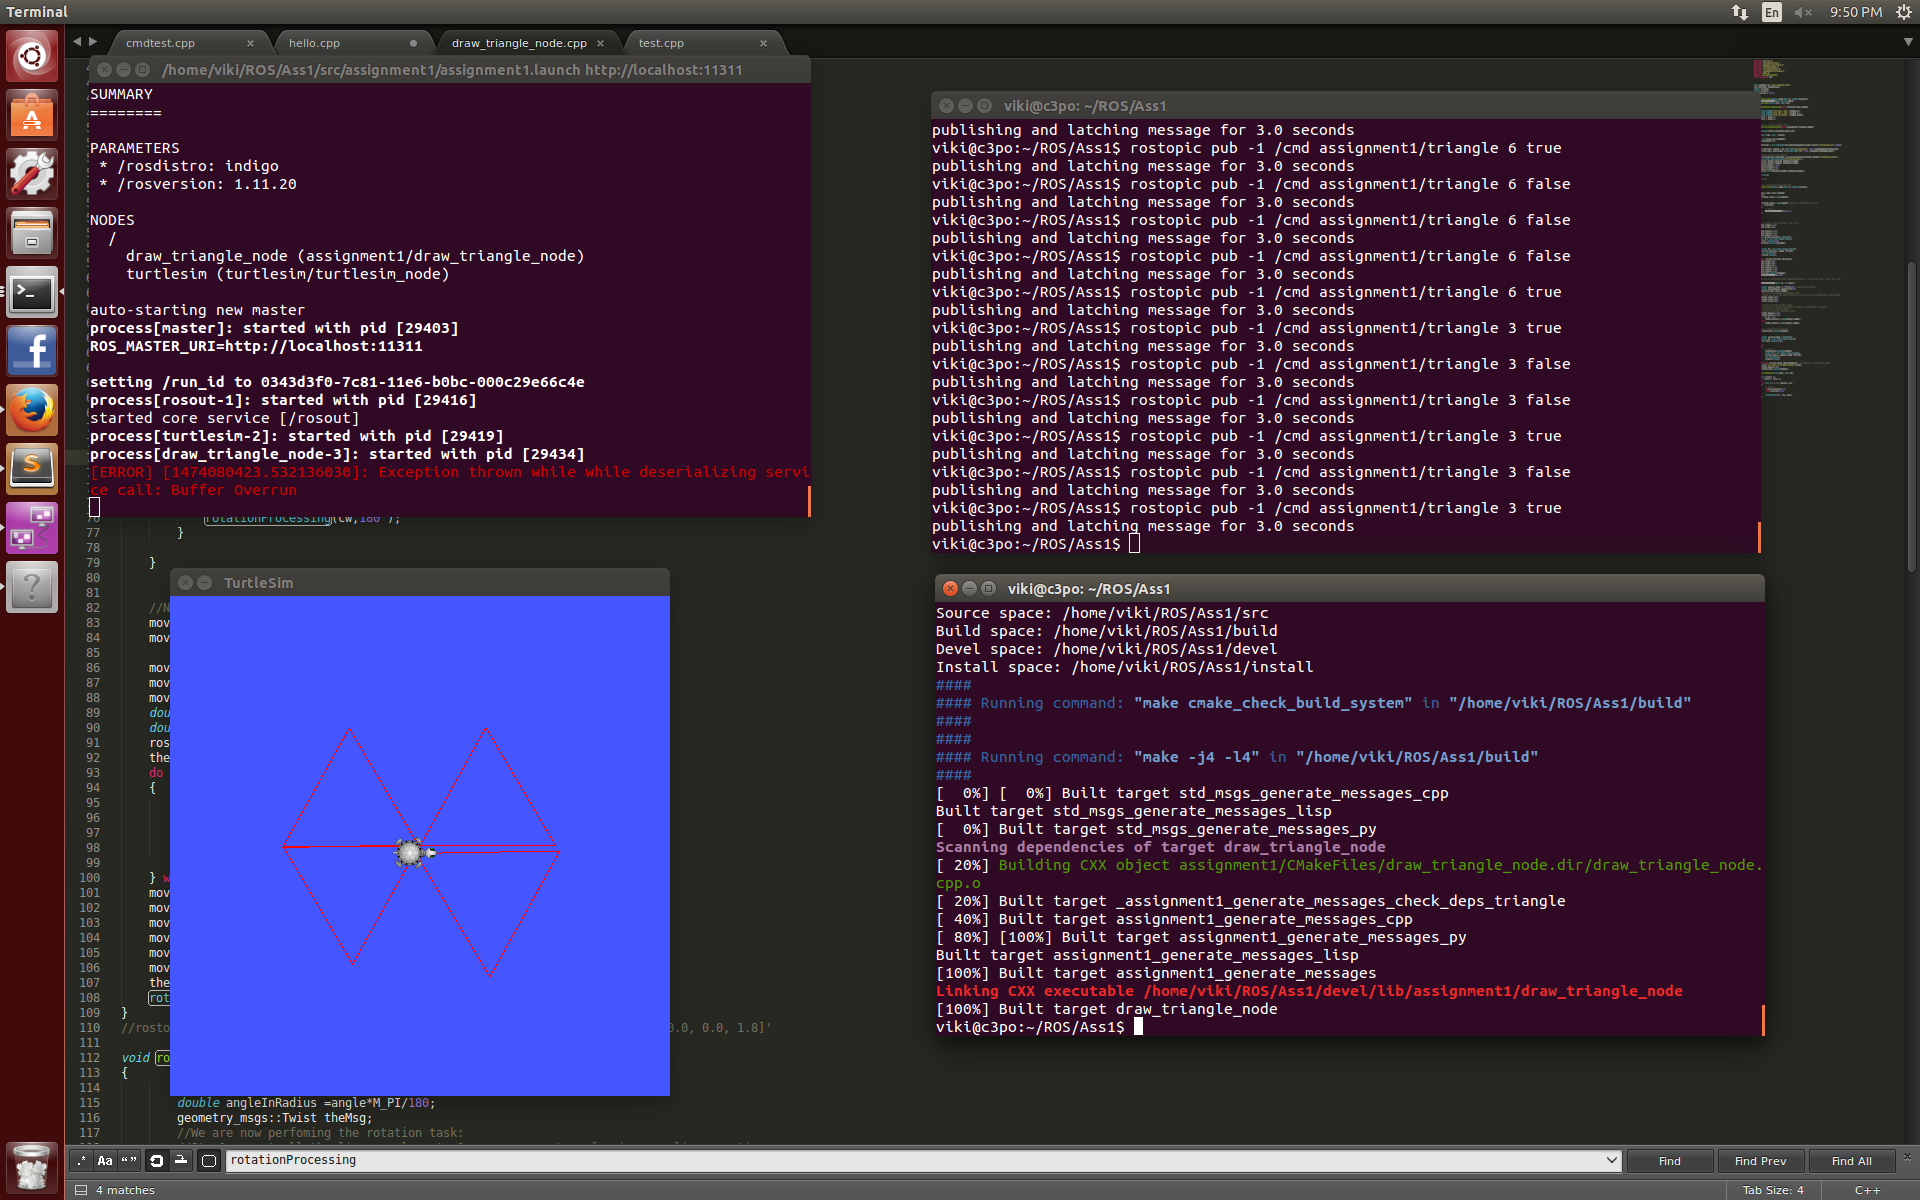 Terminal
En
9:50 PM
cmdtest.cpp ×
hello.cpp
draw_triangle_node.cpp ×
test.cpp ×
/home/viki/ROS/Ass1/src/assignment1/assignment1.launch http://localhost:11311
SUMMARY
========
PARAMETERS
* /rosdistro: indigo
* /rosversion: 1.11.20
NODES
/
draw_triangle_node (assignment1/draw_triangle_node)
turtlesim (turtlesim/turtlesim_node)
auto-starting new master
process[master]: started with pid [29403]
ROS_MASTER_URI=http://localhost:11311
setting /run_id to 0343d3f0-7c81-11e6-b0bc-000c29e66c4e
process[rosout-1]: started with pid [29416]
started core service [/rosout]
process[turtlesim-2]: started with pid [29419]
process[draw_triangle_node-3]: started with pid [29434]
[ERROR] [1474080423.532136030]: Exception thrown while while deserializing servi
ce call: Buffer Overrun
viki@c3po: ~/ROS/Ass1
publishing and latching message for 3.0 seconds
viki@c3po:~/ROS/Ass1$ rostopic pub -1 /cmd assignment1/triangle 6 true
publishing and latching message for 3.0 seconds
viki@c3po:~/ROS/Ass1$ rostopic pub -1 /cmd assignment1/triangle 6 false
publishing and latching message for 3.0 seconds
viki@c3po:~/ROS/Ass1$ rostopic pub -1 /cmd assignment1/triangle 6 false
publishing and latching message for 3.0 seconds
viki@c3po:~/ROS/Ass1$ rostopic pub -1 /cmd assignment1/triangle 6 false
publishing and latching message for 3.0 seconds
viki@c3po:~/ROS/Ass1$ rostopic pub -1 /cmd assignment1/triangle 6 true
publishing and latching message for 3.0 seconds
viki@c3po:~/ROS/Ass1$ rostopic pub -1 /cmd assignment1/triangle 3 true
publishing and latching message for 3.0 seconds
viki@c3po:~/ROS/Ass1$ rostopic pub -1 /cmd assignment1/triangle 3 false
publishing and latching message for 3.0 seconds
viki@c3po:~/ROS/Ass1$ rostopic pub -1 /cmd assignment1/triangle 3 false
publishing and latching message for 3.0 seconds
viki@c3po:~/ROS/Ass1$ rostopic pub -1 /cmd assignment1/triangle 3 true
publishing and latching message for 3.0 seconds
viki@c3po:~/ROS/Ass1$ rostopic pub -1 /cmd assignment1/triangle 3 false
publishing and latching message for 3.0 seconds
viki@c3po:~/ROS/Ass1$ rostopic pub -1 /cmd assignment1/triangle 3 true
publishing and latching message for 3.0 seconds
viki@c3po:~/ROS/Ass1$
76 rotationProcessing(cw,180 );
77 }
78
79 }
80
81
82 //N
83 mov
84 mov
85
86 mov
87 mov
88 mov
89 dou
90 dou
91 ros
92 the
93 do
94 {
95
96
97
98
99
100 } w
101 mov
102 mov
103 mov
104 mov
105 mov
106 mov
107 the
108 rot
109 }
110 //rosto 0.0, 0.0, 1.8]'
111
112 void ro
113 {
114
115 double angleInRadius =angle*M_PI/180;
116 geometry_msgs::Twist theMsg;
117 //We are now perfoming the rotation task:
TurtleSim
viki@c3po: ~/ROS/Ass1
Source space: /home/viki/ROS/Ass1/src
Build space: /home/viki/ROS/Ass1/build
Devel space: /home/viki/ROS/Ass1/devel
Install space: /home/viki/ROS/Ass1/install
####
#### Running command: "make cmake_check_build_system" in "/home/viki/ROS/Ass1/build"
####
####
#### Running command: "make -j4 -l4" in "/home/viki/ROS/Ass1/build"
####
[  0%] [  0%] Built target std_msgs_generate_messages_cpp
Built target std_msgs_generate_messages_lisp
[  0%] Built target std_msgs_generate_messages_py
Scanning dependencies of target draw_triangle_node
[ 20%] Building CXX object assignment1/CMakeFiles/draw_triangle_node.dir/draw_triangle_node.
cpp.o
[ 20%] Built target _assignment1_generate_messages_check_deps_triangle
[ 40%] Built target assignment1_generate_messages_cpp
[ 80%] [100%] Built target assignment1_generate_messages_py
Built target assignment1_generate_messages_lisp
[100%] Built target assignment1_generate_messages
Linking CXX executable /home/viki/ROS/Ass1/devel/lib/assignment1/draw_triangle_node
[100%] Built target draw_triangle_node
viki@c3po:~/ROS/Ass1$
.* Aa “” rotationProcessing Find Find Prev Find All
4 matches
Tab Size: 4 C++